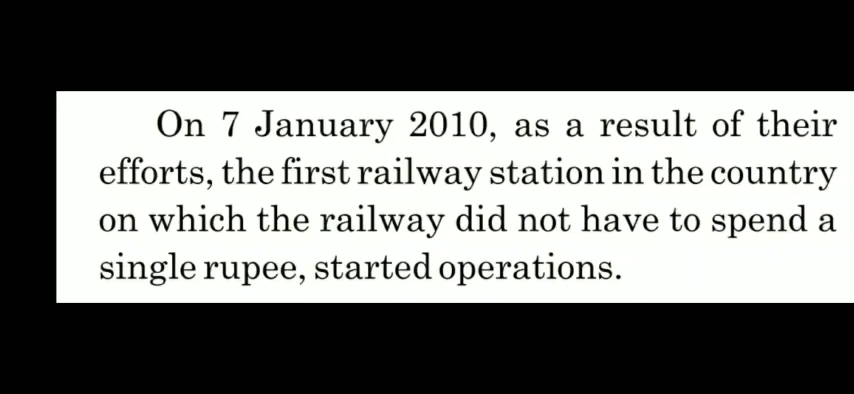 On 7 January 2010, as a result of their
efforts, the first railway station in the country
on which the railway did not have to spend a
single rupee, started operations.